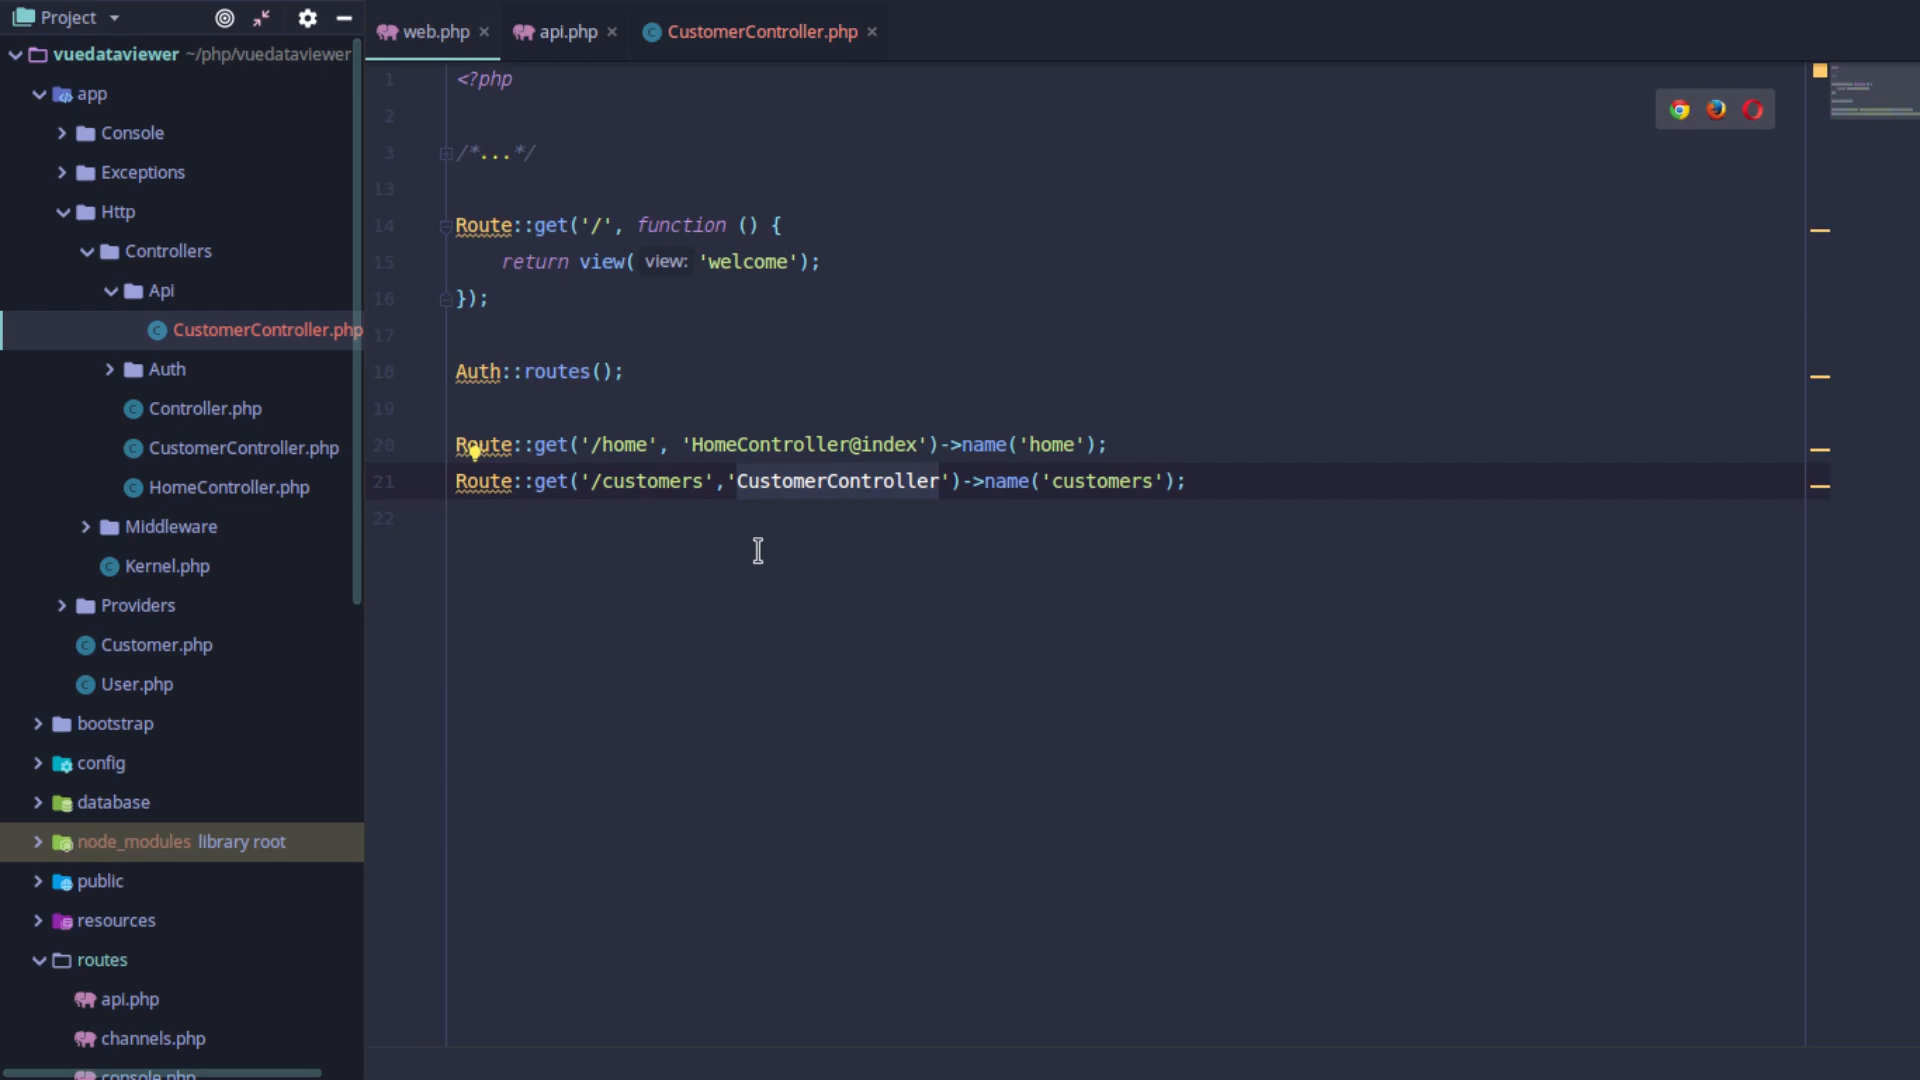 Project
web.php
api.php
CustomerController.php
vuedataviewer ~/php/vuedataviewer
app
Console
Exceptions
Http
Controllers
Api
CustomerController.php
Auth
Controller.php
CustomerController.php
HomeController.php
Middleware
Kernel.php
Providers
Customer.php
User.php
bootstrap
config
database
node_modules library root
public
resources
routes
api.php
channels.php
console.php
1 <?php
2
3 /*...*/
13
14 Route::get('/', function () {
15 return view( view: 'welcome');
16 });
17
18 Auth::routes();
19
20 Route::get('/home', 'HomeController@index')->name('home');
21 Route::get('/customers','CustomerController')->name('customers');
22